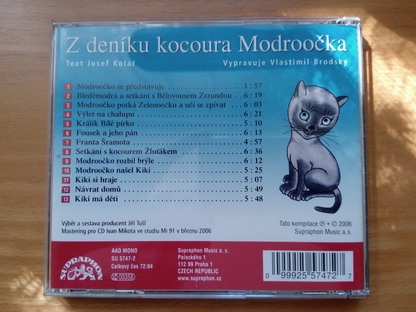 Z deníku kocoura Modroočka
Text Josef Kolář
Vypravuje Vlastimil Brodský
1 Modroočko se představuje 1 : 57
2 Bleděmodrá a setkání s Bělovousem Zrzundou 6 : 19
3 Modroočko potká Zelenoočku a učí se zpívat 6 : 03
4 Výlet na chalupu 6 : 21
5 Králík Bílé pírko 5 : 10
6 Fousek a jeho pán 6 : 13
7 Franta Šramota 4 : 57
8 Setkání s kocourem Žluťákem 6 : 36
9 Modroočko rozbil brýle 6 : 12
10 Modroočko našel Kiki 5 : 25
11 Kiki si hraje 5 : 07
12 Návrat domů 5 : 49
13 Kiki má děti 5 : 48
Výběr a sestava producent Jiří Tušl
Mastering pro CD Ivan Mikota ve studiu Mi 91 v březnu 2006
Tato kompilace ℗ • © 2006
Supraphon Music a.s.
SUPRAPHON
AAD MONO
SU 5747-2
Celkový čas 72:04
Supraphon Music a. s.
Palackého 1
112 99 Praha 1
CZECH REPUBLIC
www.supraphon.cz
0 99925 57472 7